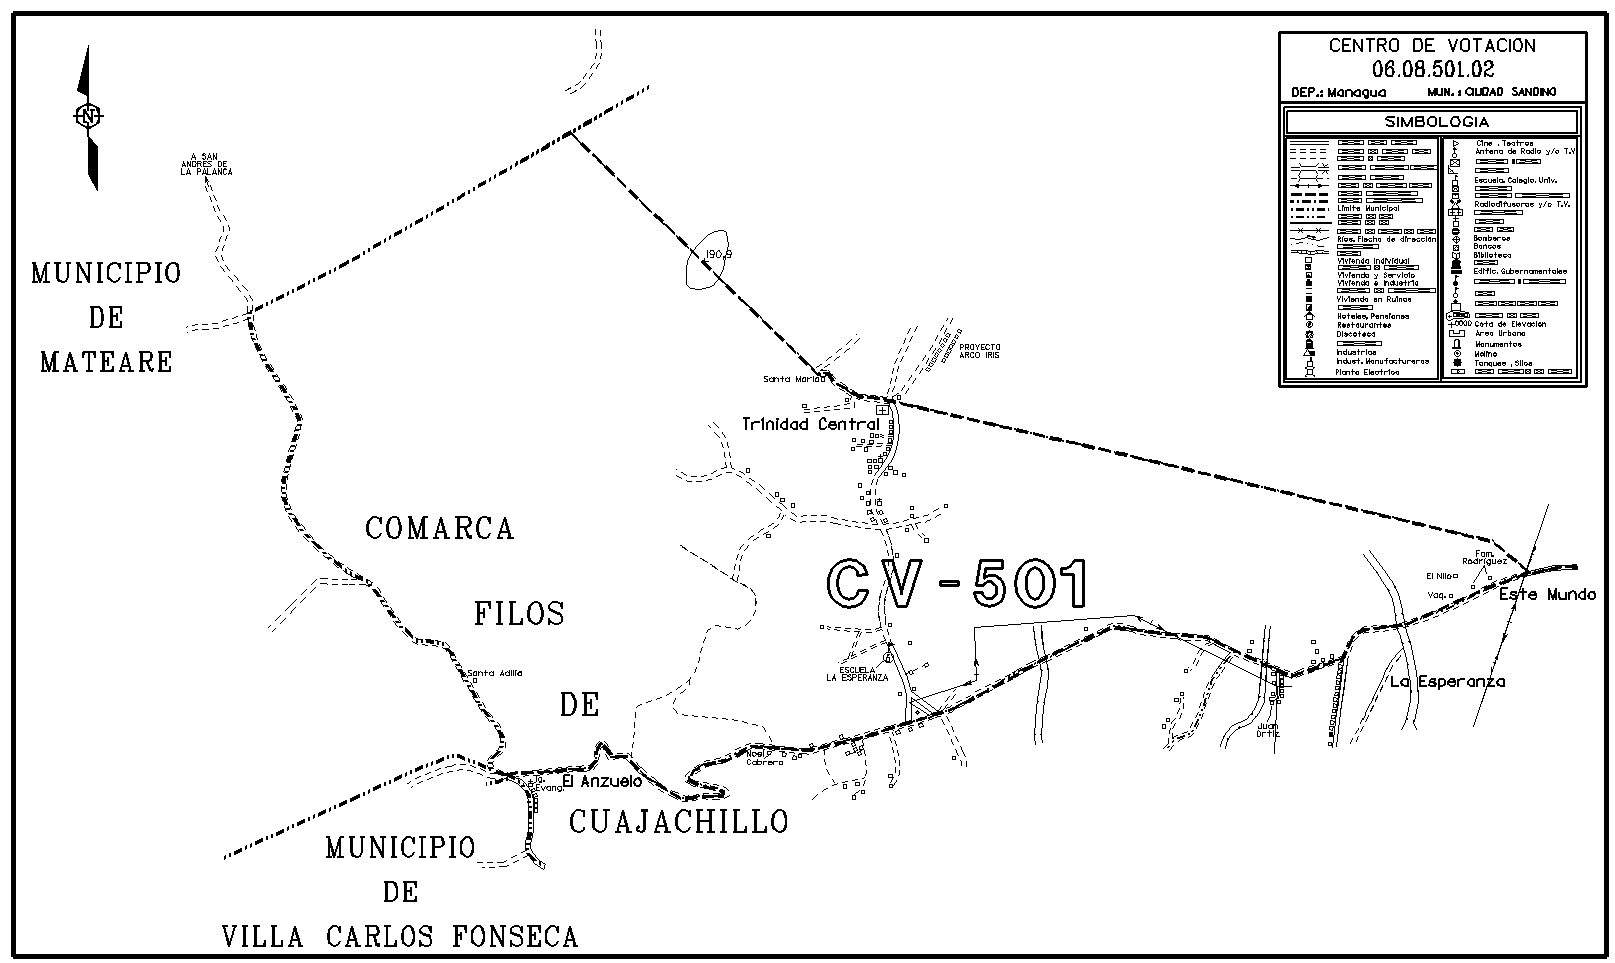 CENTRO DE VOTACION
06.08.501.02
DEP.: Managua MUN.: CIUDAD SANDINO
SIMBOLOGIA
Limite Municipal
Rios, Flecha de dirección
Vivienda Individual
Vivienda y Servicio
Vivienda e Industria
Vivienda en Ruinas
Hoteles, Pensiones
Restaurantes
Discoteca
Industrias
Indust. Manufactureras
Planta Electrica
Cine , Teatros
Antena de Radio y/o T.V
Escuela, Colegio, Univ.
Radiodifusoras y/o T.V.
Bomberos
Bancos
Biblioteca
Edific. Gubernamentales
Cota de Elevacion
Area Urbana
Monumentos
Molino
Tanques , Silos
N
A SAN
ANDRES DE
LA PALANCA
MUNICIPIO
DE
MATEARE
190.9
PROYECTO
ARCO IRIS
Santa Maria
Trinidad Central
COMARCA
FILOS
DE
CUAJACHILLO
CV-501
Fam.
Rodríguez
El Nilo
Vaq.
Este Mundo
ESCUELA
LA ESPERANZA
Santa Adilia
La Esperanza
Juan
Ortiz
Noel
Cabrera
Ig.
Evang.
El Anzuelo
MUNICIPIO
DE
VILLA CARLOS FONSECA